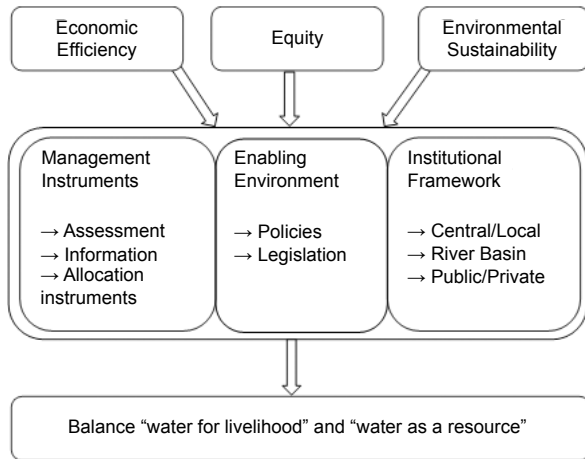 Economic
Efficiency
Equity
Environmental
Sustainability
Management
Instruments
→ Assessment
→ Information
→ Allocation
instruments
Enabling
Environment
→ Policies
→ Legislation
Institutional
Framework
→ Central/Local
→ River Basin
→ Public/Private
Balance “water for livelihood” and “water as a resource”